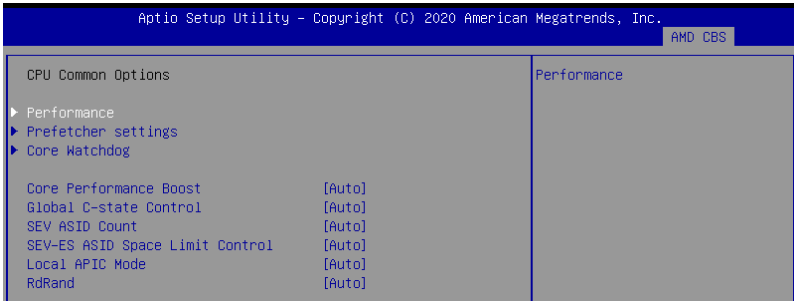 Aptio Setup Utility – Copyright (C) 2020 American Megatrends, Inc.
AMD CBS
CPU Common Options
Performance
Performance
Prefetcher settings
Core Watchdog
Core Performance Boost [Auto]
Global C-state Control [Auto]
SEV ASID Count [Auto]
SEV-ES ASID Space Limit Control [Auto]
Local APIC Mode [Auto]
RdRand [Auto]